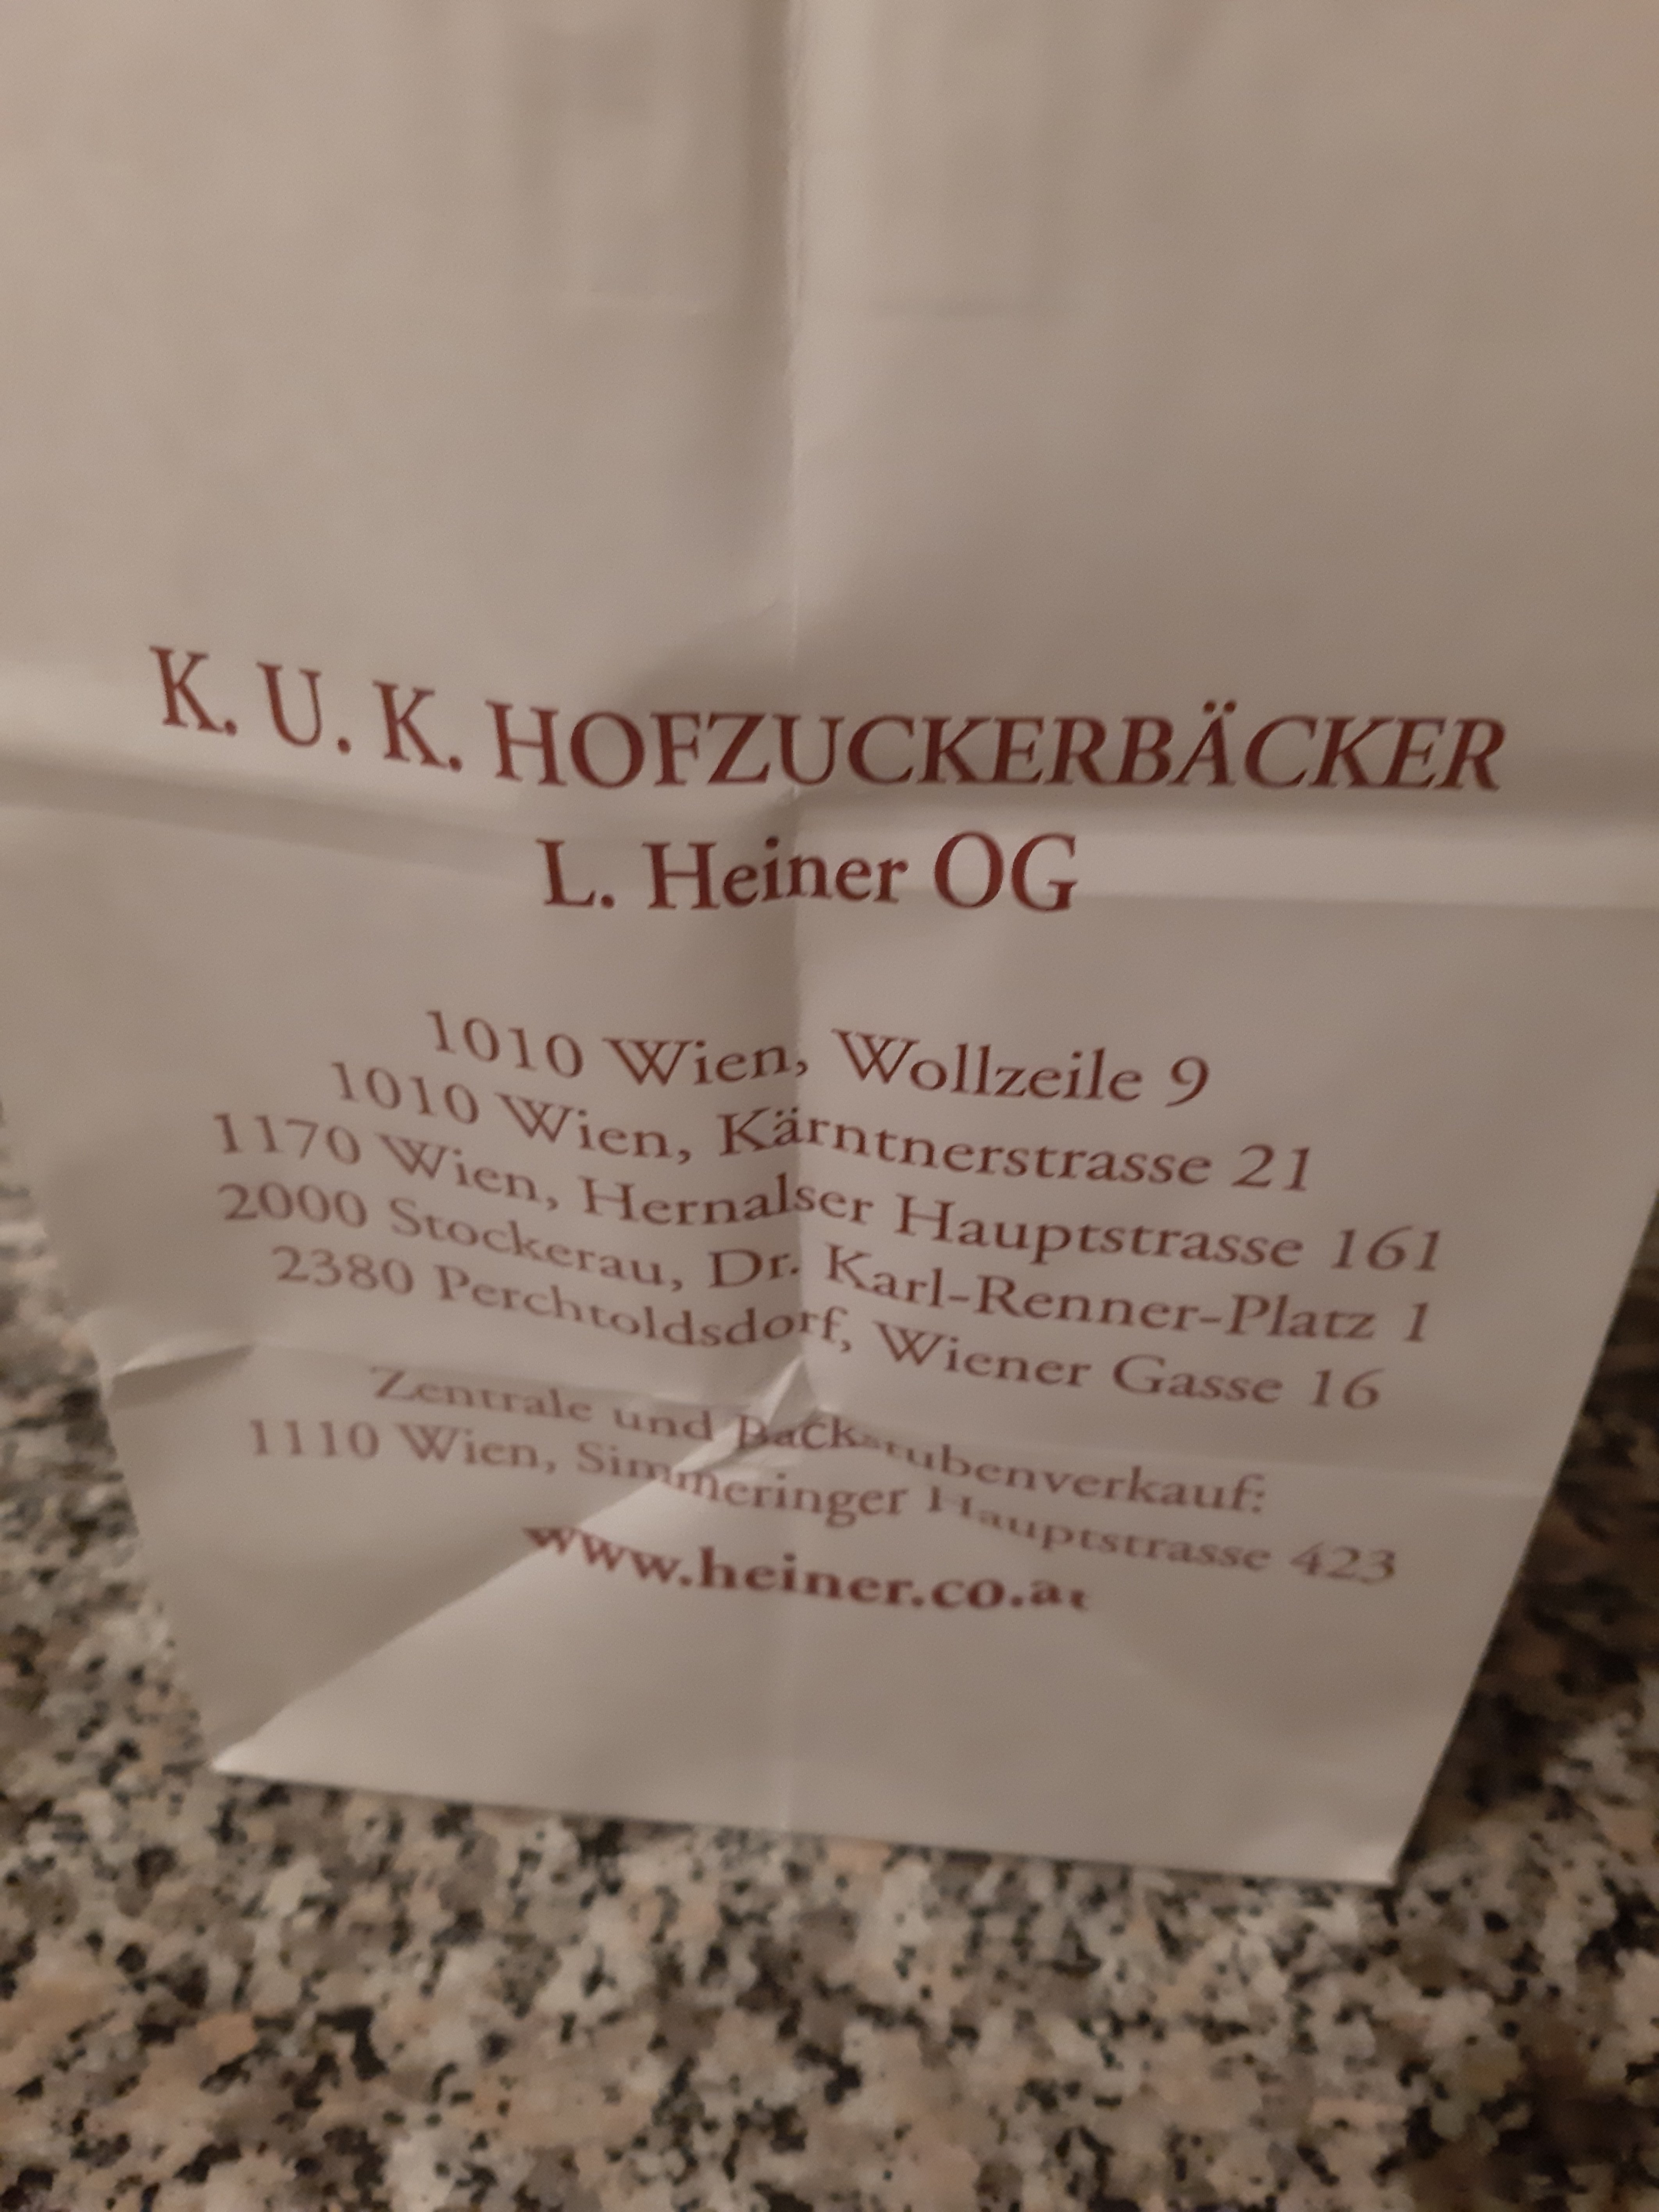 K. U. K. HOFZUCKERBÄCKER
L. Heiner OG
1010 Wien, Wollzeile 9
1010 Wien, Kärntnerstrasse 21
1170 Wien, Hernalser Hauptstrasse 161
2000 Stockerau, Dr. Karl-Renner-Platz 1
2380 Perchtoldsdorf, Wiener Gasse 16
Zentrale und Backstubenverkauf:
1110 Wien, Simmeringer Hauptstrasse 423
www.heiner.co.at